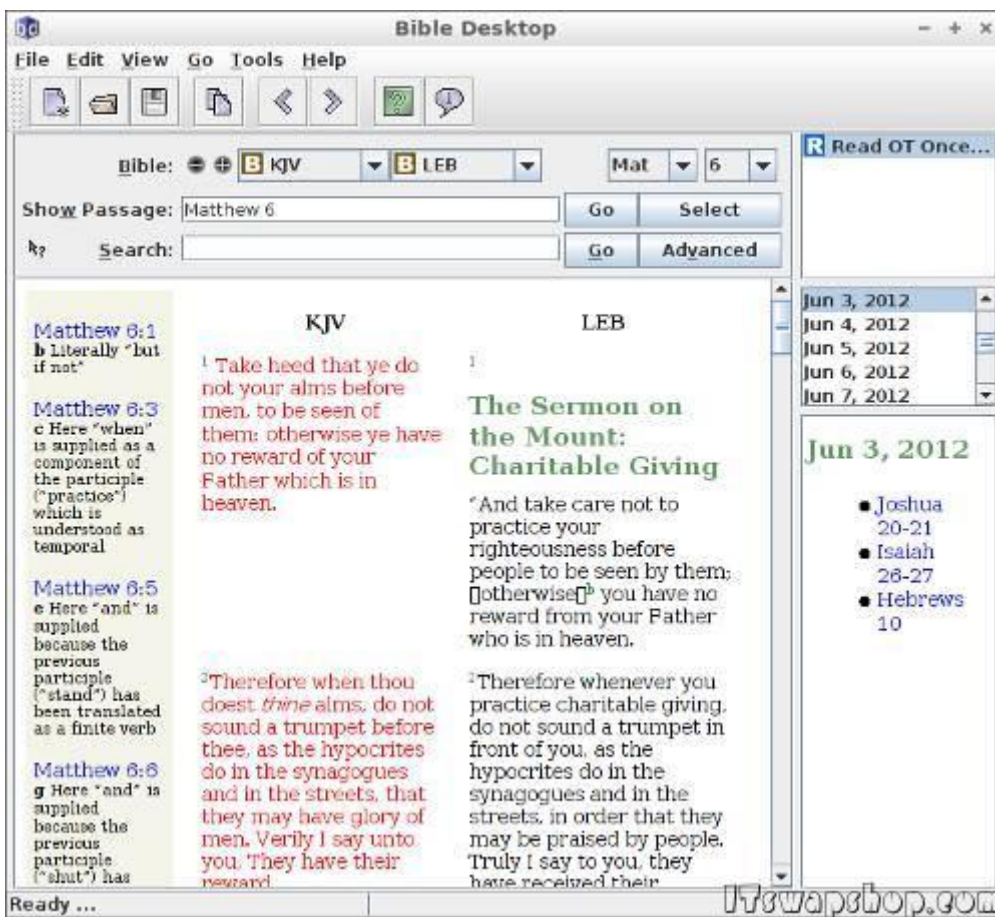 Bible Desktop
File Edit View Go Tools Help
Bible: KJV LEB Mat 6
Show Passage: Matthew 6 Go Select
Search: Go Advanced
Read OT Once...
Jun 3, 2012
Jun 4, 2012
Jun 5, 2012
Jun 6, 2012
Jun 7, 2012
Jun 3, 2012
Joshua
20-21
Isaiah
26-27
Hebrews
10
Matthew 6:1
b Literally "but
if not"
Matthew 6:3
c Here "when"
is supplied as a
component of
the participle
("practice")
which is
understood as
temporal
Matthew 6:5
e Here "and" is
supplied
because the
previous
participle
("stand") has
been translated
as a finite verb
Matthew 6:6
g Here "and" is
supplied
because the
previous
participle
("shut") has
KJV
1 Take heed that ye do
not your alms before
men, to be seen of
them: otherwise ye have
no reward of your
Father which is in
heaven.
2Therefore when thou
doest thine alms, do not
sound a trumpet before
thee, as the hypocrites
do in the synagogues
and in the streets, that
they may have glory of
men. Verily I say unto
you, They have their
reward
LEB
1
The Sermon on
the Mount:
Charitable Giving
"And take care not to
practice your
righteousness before
people to be seen by them;
otherwise b you have no
reward from your Father
who is in heaven.
2Therefore whenever you
practice charitable giving,
do not sound a trumpet in
front of you, as the
hypocrites do in the
synagogues and in the
streets, in order that they
may be praised by people.
Truly I say to you, they
have received their
Ready ...
ITswapshop.com